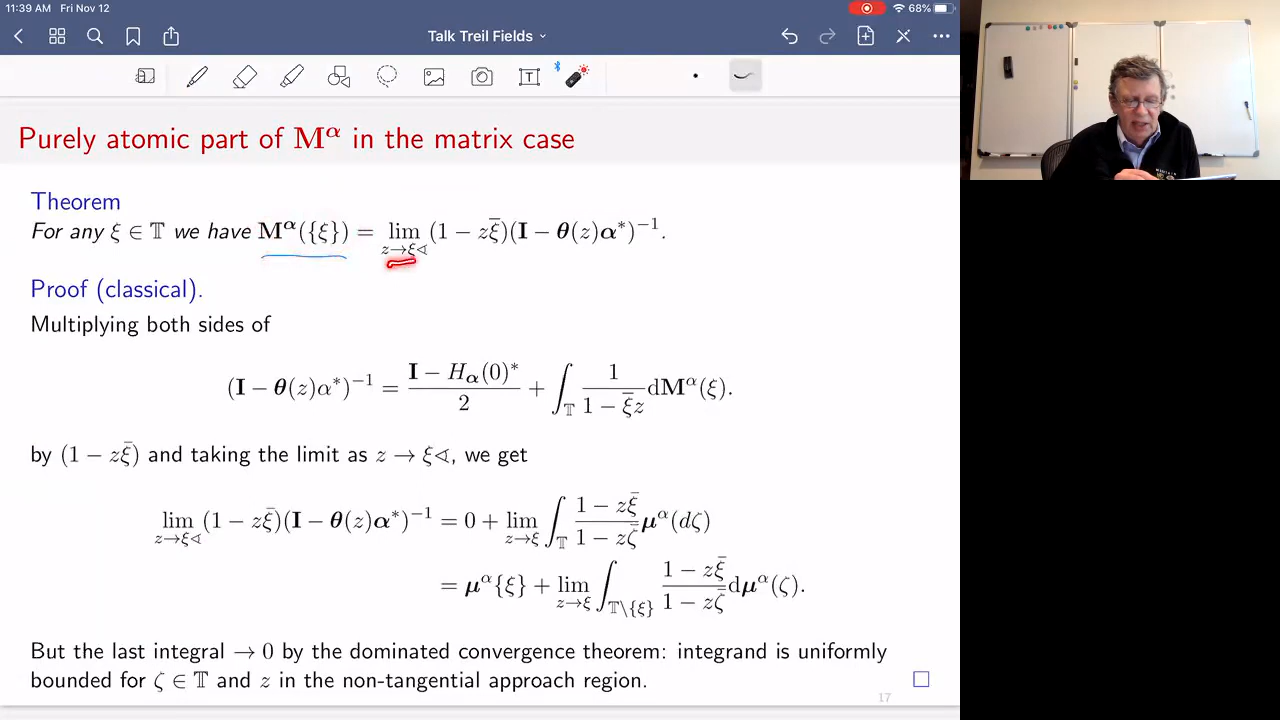 11:39 AM Fri Nov 12
68%
Talk Treil Fields
Purely atomic part of M^α in the matrix case
Theorem
For any ξ ∈ 𝕋 we have M^α({ξ}) = lim_{z→ξ∢} (1 − zξ̄)(I − θ(z)α*)^{−1}.
Proof (classical).
Multiplying both sides of
(I − θ(z)α*)^{−1} = (I − H_α(0)*)/2 + ∫_𝕋 1/(1 − ξ̄z) dM^α(ξ).
by (1 − zξ̄) and taking the limit as z → ξ∢, we get
lim_{z→ξ∢} (1 − zξ̄)(I − θ(z)α*)^{−1} = 0 + lim_{z→ξ} ∫_𝕋 (1 − zξ̄)/(1 − zζ̄) μ^α(dζ)
= μ^α{ξ} + lim_{z→ξ} ∫_{𝕋\{ξ}} (1 − zξ̄)/(1 − zζ̄) dμ^α(ζ).
But the last integral → 0 by the dominated convergence theorem: integrand is uniformly
bounded for ζ ∈ 𝕋 and z in the non-tangential approach region. □
17